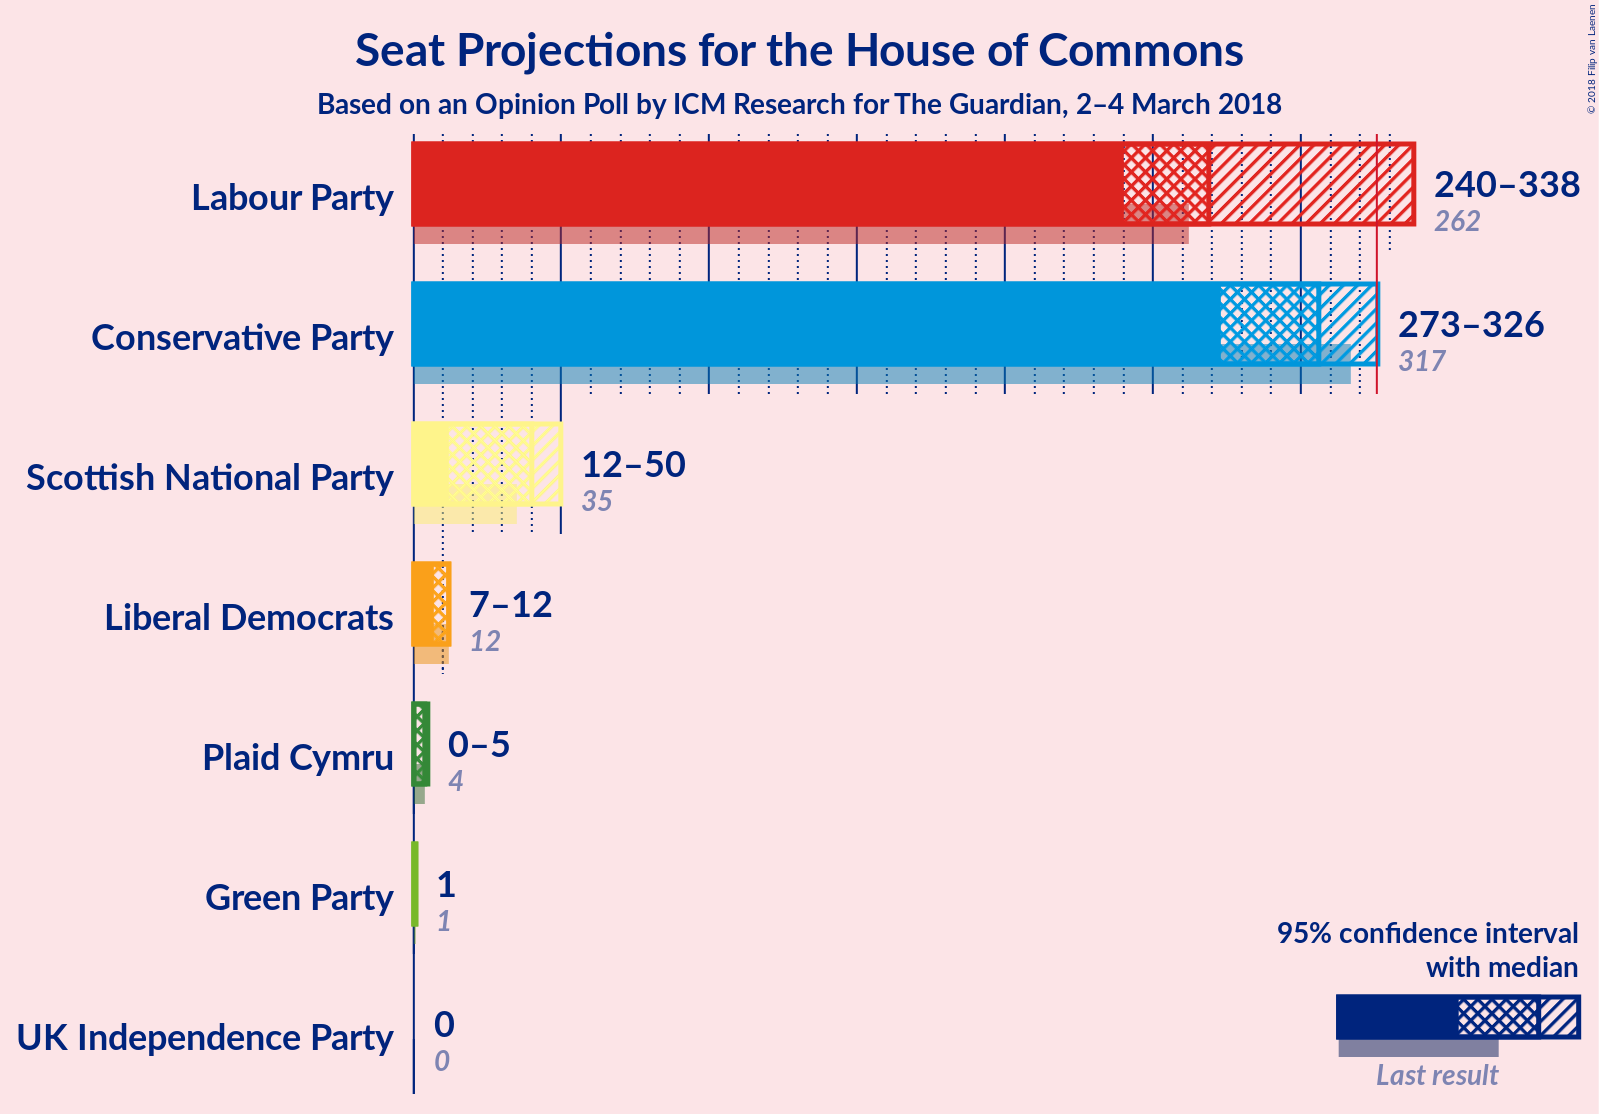 Seat Projections for the House of Commons
Based on an Opinion Poll by ICM Research for The Guardian, 2–4 March 2018
© 2018 Filip van Laenen
Labour Party
240–338
262
Conservative Party
273–326
317
Scottish National Party
12–50
35
Liberal Democrats
7–12
12
Plaid Cymru
0–5
4
Green Party
1
1
UK Independence Party
0
0
95% confidence interval
with median
Last result